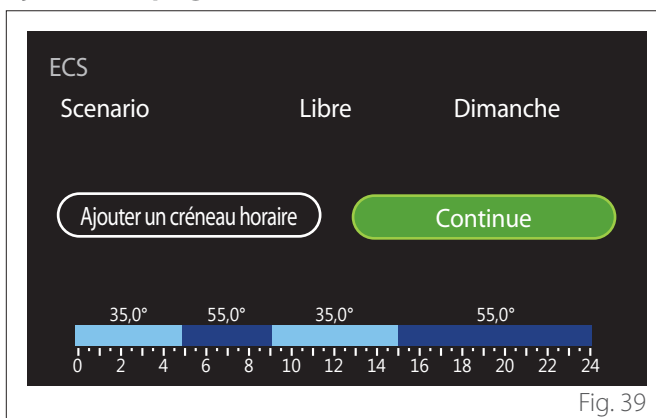 ECS
Scenario Libre Dimanche
Ajouter un créneau horaire Continue
35,0° 55,0° 35,0° 55,0°
0 2 4 6 8 10 12 14 16 18 20 22 24
Fig. 39